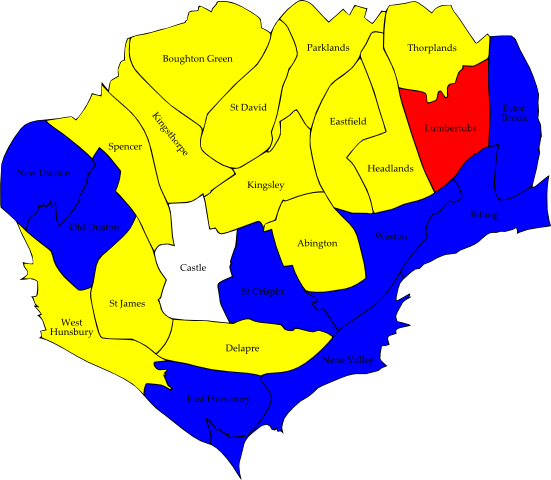 Boughton Green
Parklands
Thorplands
St David
Kingsthorpe
Eastfield
Lumbertubs
Ecton
Brook
Spencer
Headlands
New Duston
Kingsley
Old Duston
Billing
Weston
Abington
Castle
St Crispin
St James
West
Hunsbury
Delapre
Nene Valley
East Hunsbury